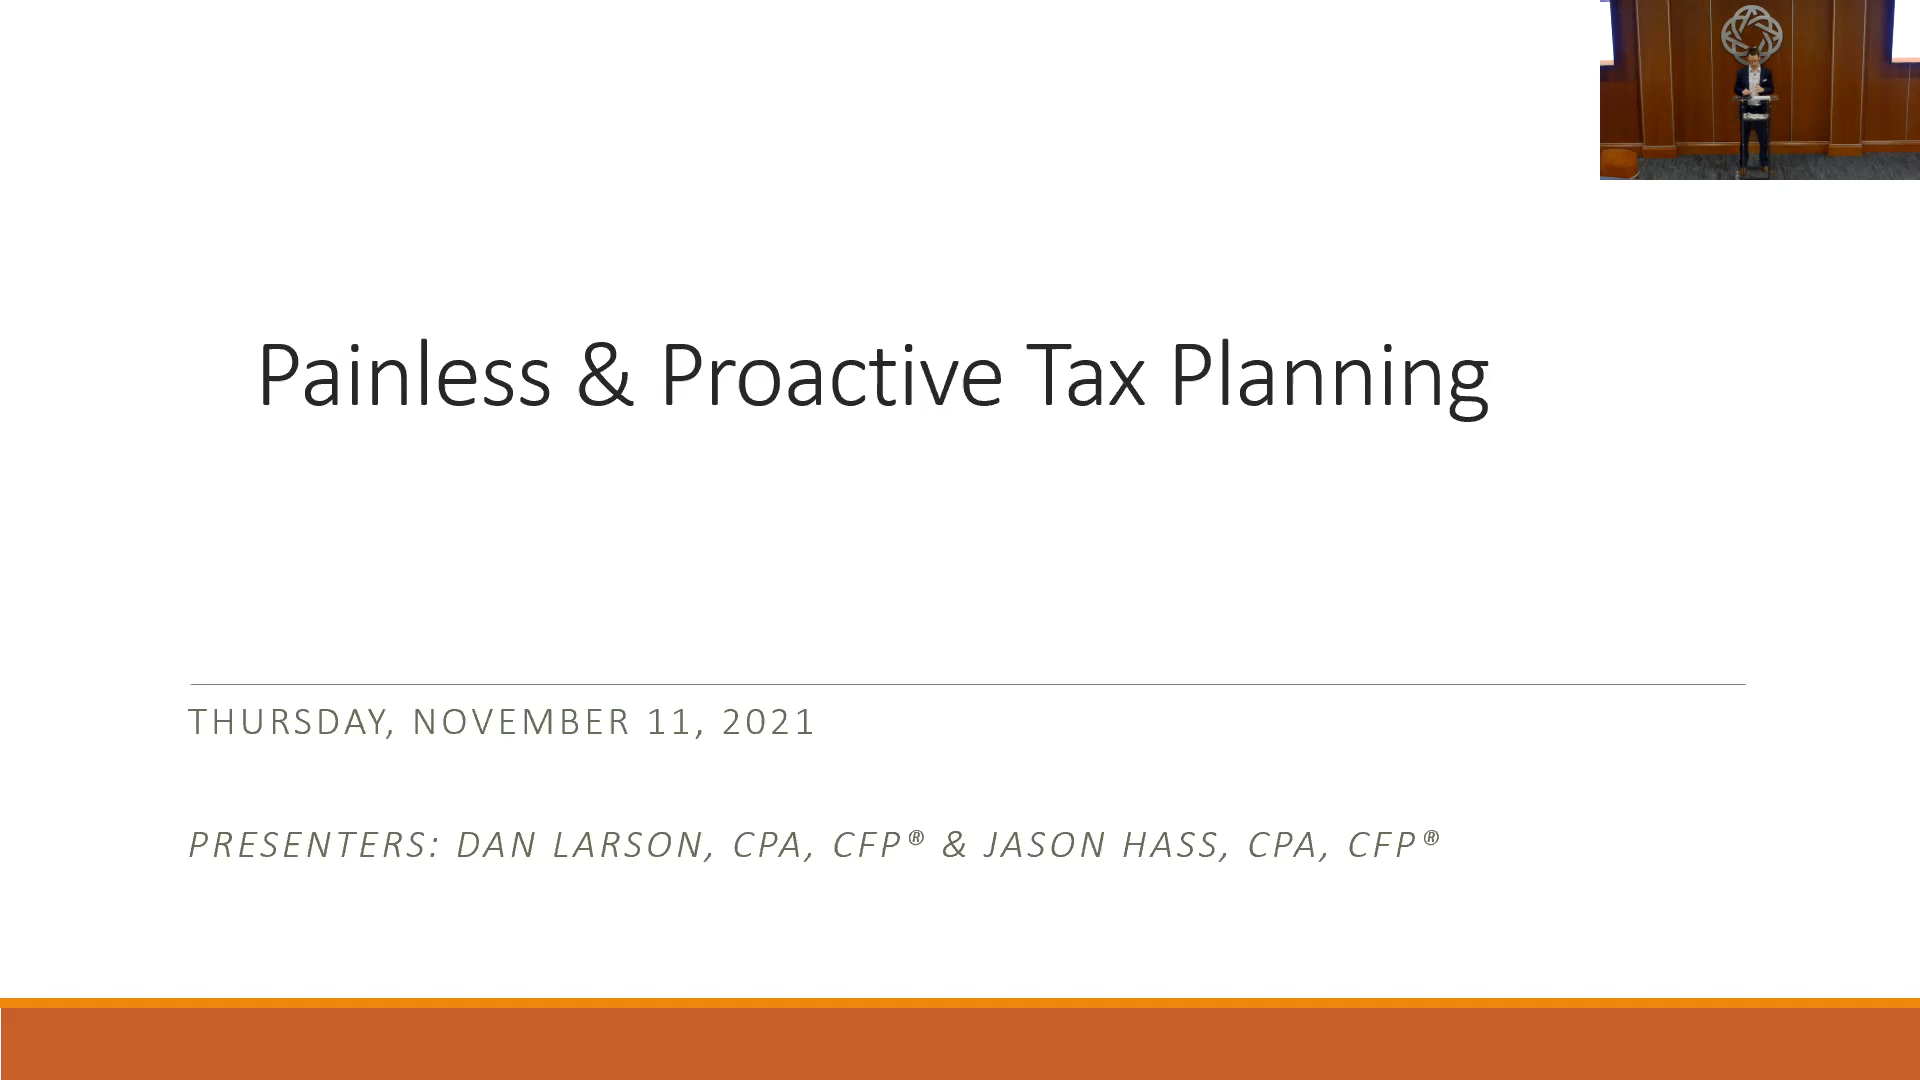 Painless & Proactive Tax Planning
THURSDAY, NOVEMBER 11, 2021
PRESENTERS: DAN LARSON, CPA, CFP® & JASON HASS, CPA, CFP®